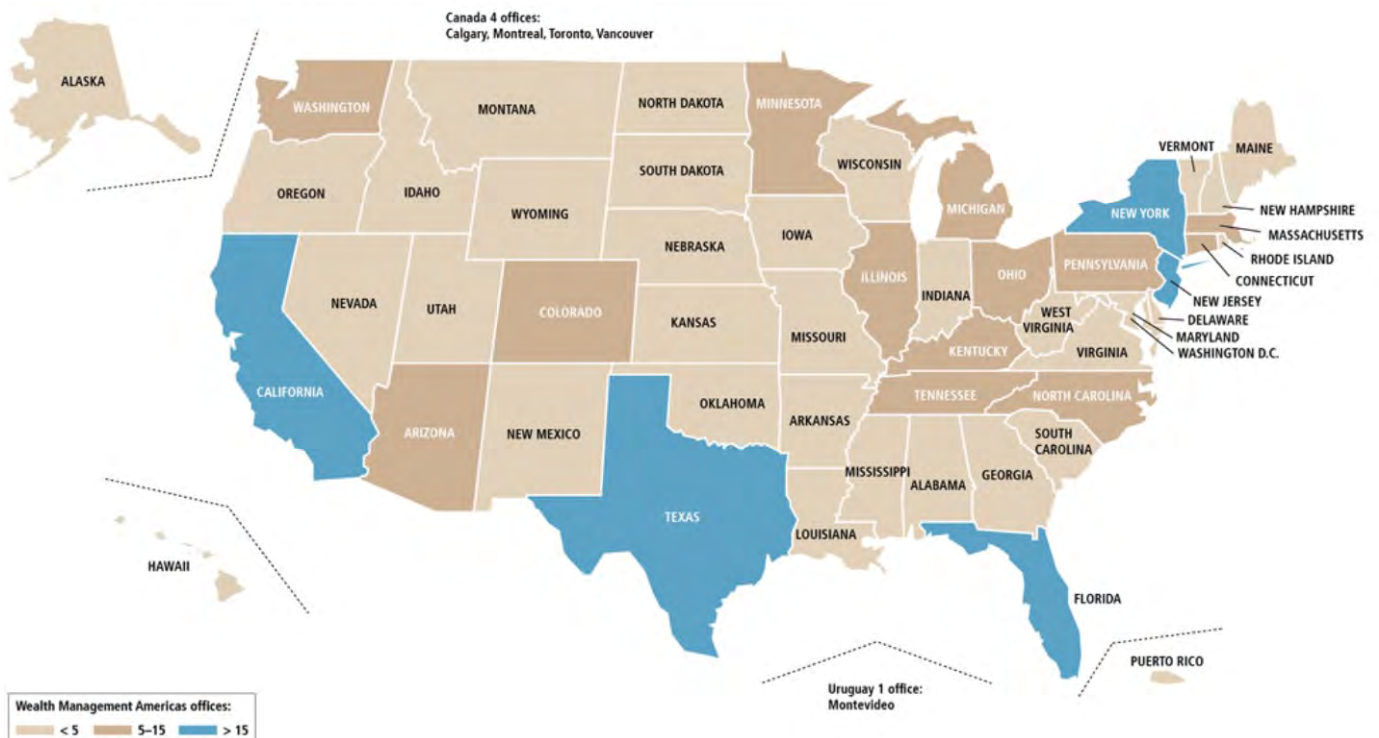 Canada 4 offices:
Calgary, Montreal, Toronto, Vancouver
ALASKA
WASHINGTON
MONTANA
NORTH DAKOTA
MINNESOTA
VERMONT
MAINE
WISCONSIN
SOUTH DAKOTA
OREGON
IDAHO
WYOMING
MICHIGAN
NEW YORK
NEW HAMPSHIRE
MASSACHUSETTS
IOWA
NEBRASKA
RHODE ISLAND
PENNSYLVANIA
CONNECTICUT
ILLINOIS
OHIO
INDIANA
NEVADA
UTAH
COLORADO
KANSAS
MISSOURI
WEST
VIRGINIA
NEW JERSEY
DELAWARE
MARYLAND
WASHINGTON D.C.
VIRGINIA
KENTUCKY
CALIFORNIA
TENNESSEE
NORTH CAROLINA
OKLAHOMA
ARKANSAS
ARIZONA
NEW MEXICO
SOUTH
CAROLINA
MISSISSIPPI
ALABAMA
GEORGIA
TEXAS
LOUISIANA
HAWAII
FLORIDA
PUERTO RICO
Uruguay 1 office:
Montevideo
Wealth Management Americas offices:
< 5 5–15 > 15